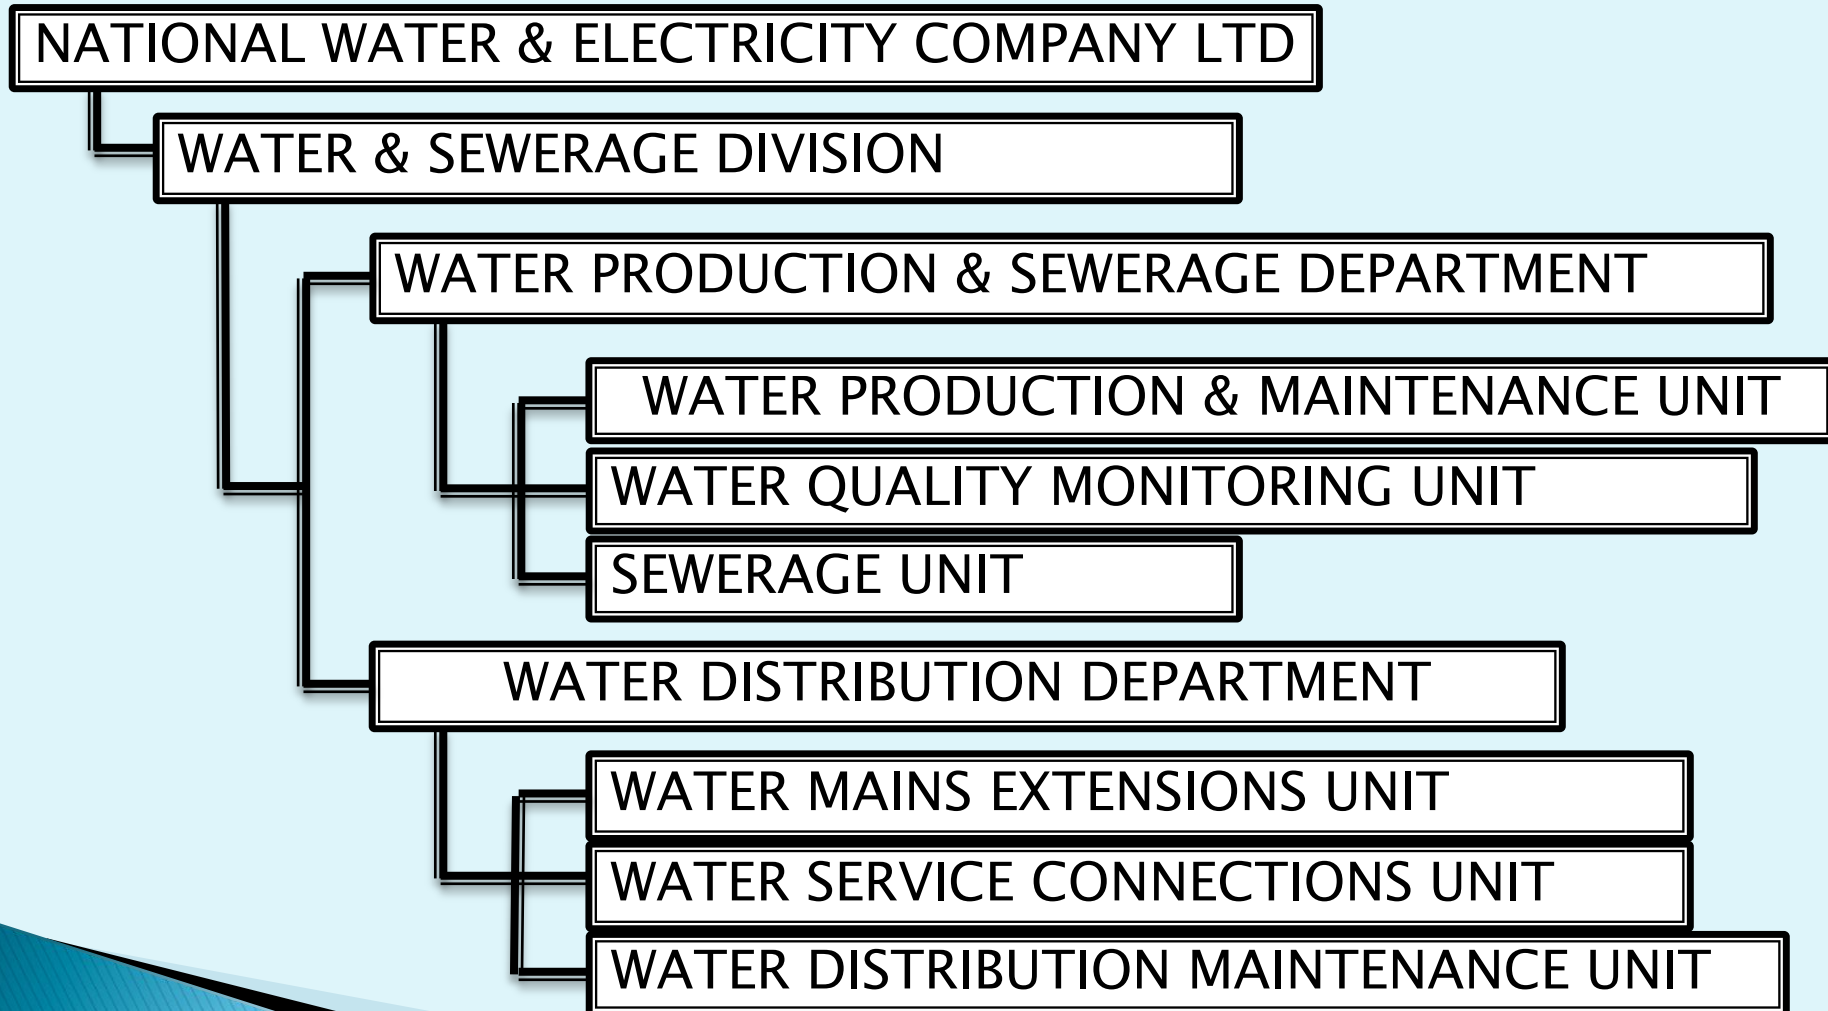 NATIONAL WATER & ELECTRICITY COMPANY LTD
WATER & SEWERAGE DIVISION
WATER PRODUCTION & SEWERAGE DEPARTMENT
WATER PRODUCTION & MAINTENANCE UNIT
WATER QUALITY MONITORING UNIT
SEWERAGE UNIT
WATER DISTRIBUTION DEPARTMENT
WATER MAINS EXTENSIONS UNIT
WATER SERVICE CONNECTIONS UNIT
WATER DISTRIBUTION MAINTENANCE UNIT